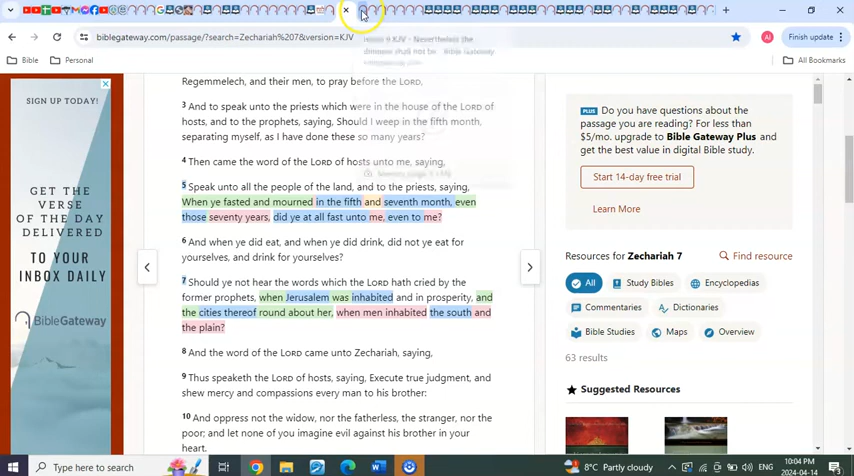 biblegateway.com/passage/?search=Zechariah%207&version=KJV
Finish update
Bible
Personal
All Bookmarks
SIGN UP TODAY!
GET THE
VERSE
OF THE DAY
DELIVERED
TO YOUR
INBOX DAILY
BibleGateway
Regemmelech, and their men, to pray before the LORD,
3 And to speak unto the priests which were in the house of the LORD of
hosts, and to the prophets, saying, Should I weep in the fifth month,
separating myself, as I have done these so many years?
4 Then came the word of the LORD of hosts unto me, saying,
5 Speak unto all the people of the land, and to the priests, saying,
When ye fasted and mourned in the fifth and seventh month, even
those seventy years, did ye at all fast unto me, even to me?
6 And when ye did eat, and when ye did drink, did not ye eat for
yourselves, and drink for yourselves?
7 Should ye not hear the words which the LORD hath cried by the
former prophets, when Jerusalem was inhabited and in prosperity, and
the cities thereof round about her, when men inhabited the south and
the plain?
8 And the word of the LORD came unto Zechariah, saying,
9 Thus speaketh the LORD of hosts, saying, Execute true judgment, and
shew mercy and compassions every man to his brother:
10 And oppress not the widow, nor the fatherless, the stranger, nor the
poor; and let none of you imagine evil against his brother in your
heart.
PLUS Do you have questions about the
passage you are reading? For less than
$5/mo. upgrade to Bible Gateway Plus and
get the best value in digital Bible study.
Start 14-day free trial
Learn More
Resources for Zechariah 7
Find resource
All
Study Bibles
Encyclopedias
Commentaries
Dictionaries
Bible Studies
Maps
Overview
63 results
Suggested Resources
Type here to search
8°C Partly cloudy
10:04 PM
2024-04-14